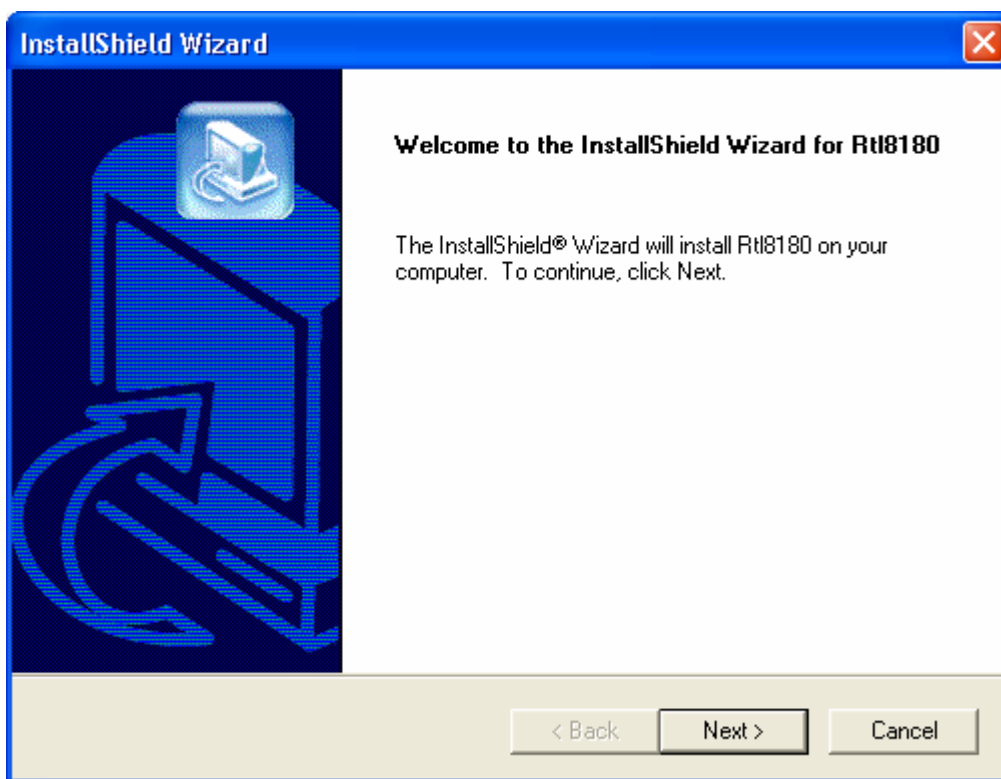 InstallShield Wizard
Welcome to the InstallShield Wizard for Rtl8180
The InstallShield® Wizard will install Rtl8180 on your
computer.  To continue, click Next.
< Back
Next >
Cancel